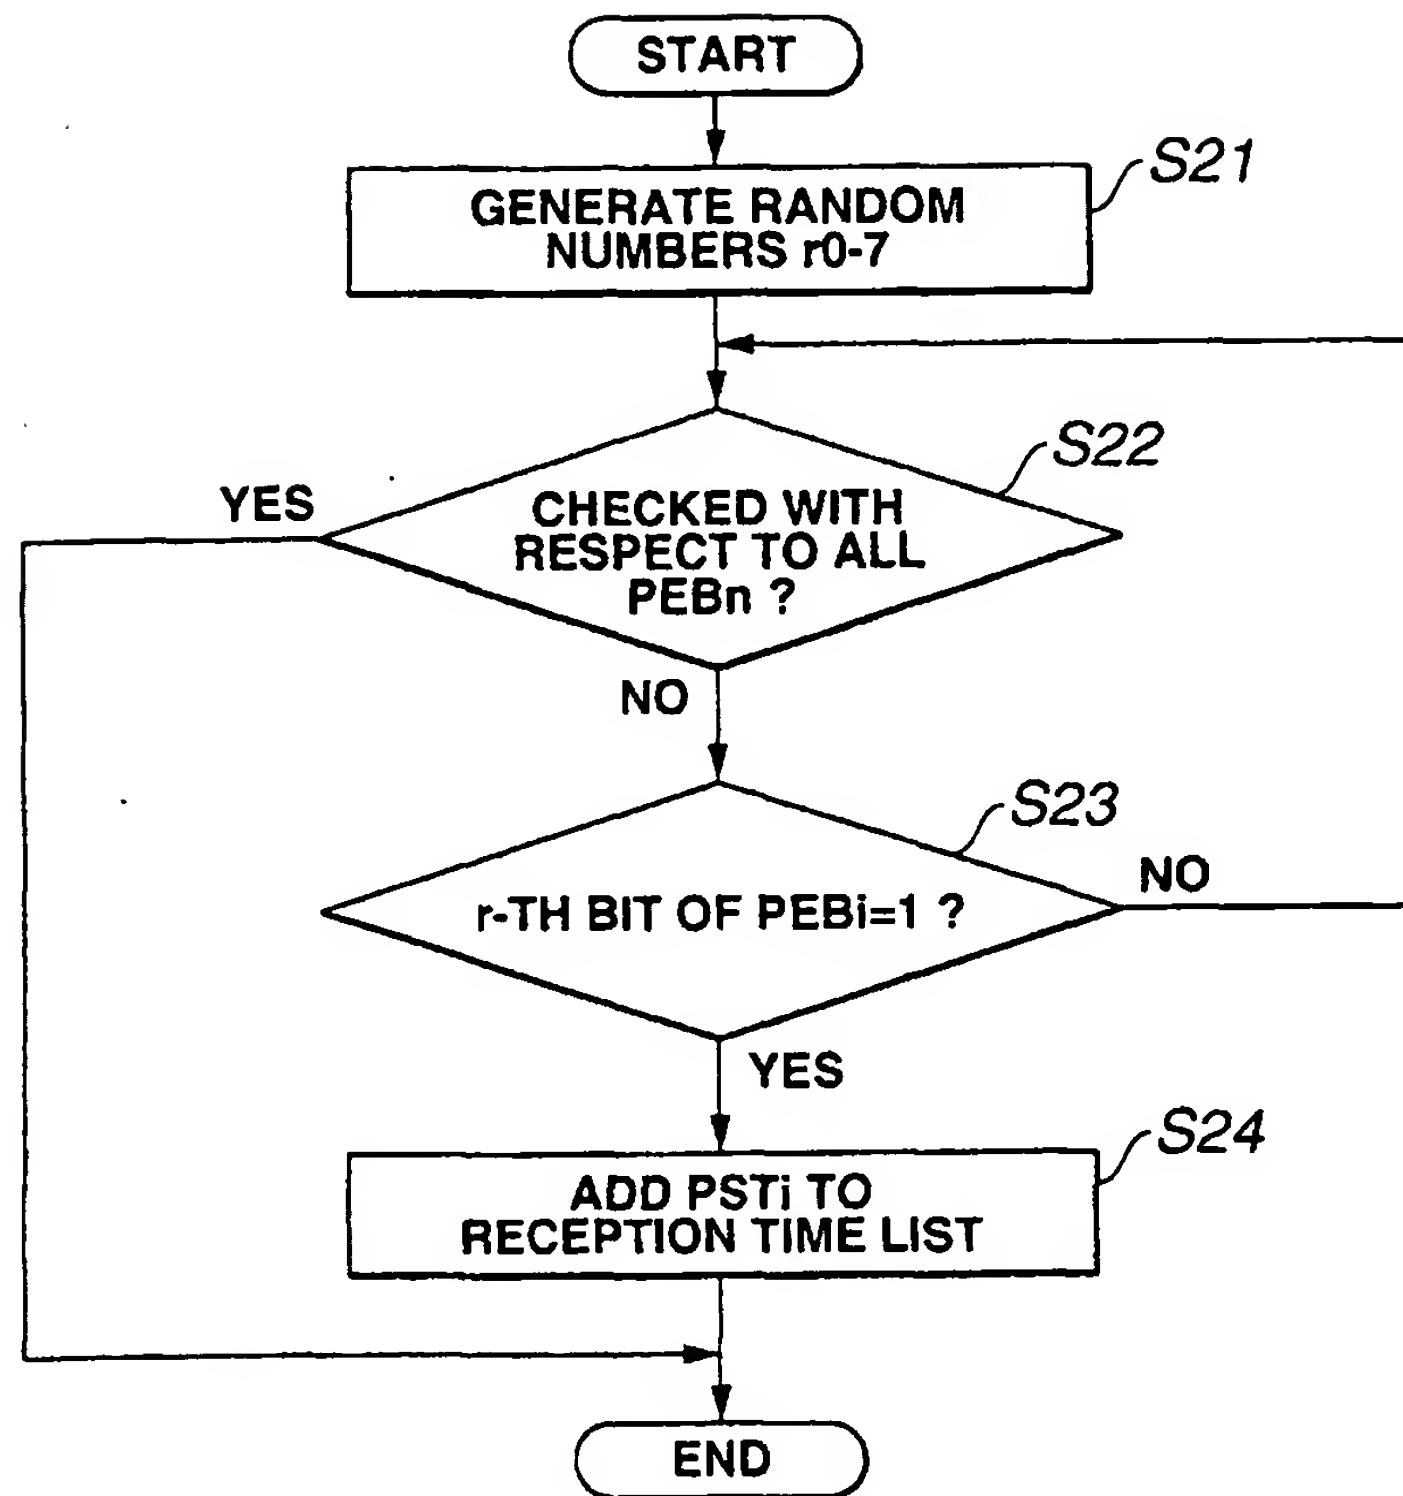 START
S21
GENERATE RANDOM
NUMBERS r0-7
S22
YES
CHECKED WITH
RESPECT TO ALL
PEBn ?
NO
S23
NO
r-TH BIT OF PEBi=1 ?
YES
S24
ADD PSTi TO
RECEPTION TIME LIST
END